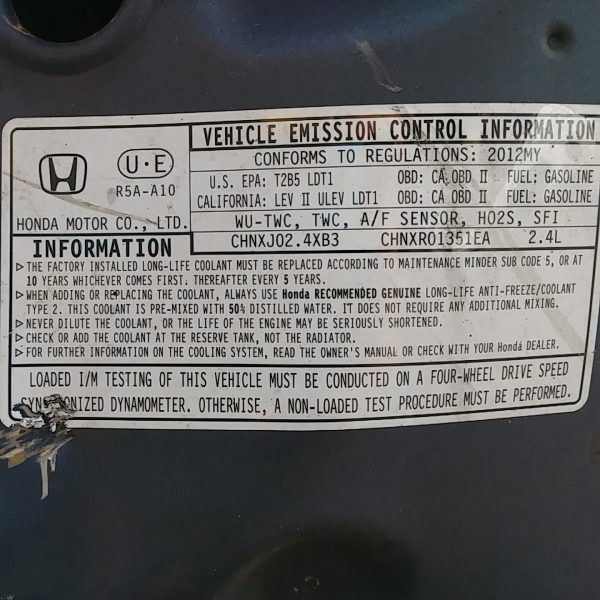 VEHICLE EMISSION CONTROL INFORMATION
CONFORMS TO REGULATIONS: 2012MY
U.S. EPA: T2B5 LDT1 OBD: CA OBD II FUEL: GASOLINE
CALIFORNIA: LEV II ULEV LDT1 OBD: CA OBD II FUEL: GASOLINE
WU-TWC, TWC, A/F SENSOR, HO2S, SFI
CHNXJ02.4XB3 CHNXR01351EA 2.4L
U·E
R5A-A10
HONDA MOTOR CO., LTD.
INFORMATION
▷THE FACTORY INSTALLED LONG-LIFE COOLANT MUST BE REPLACED ACCORDING TO MAINTENANCE MINDER SUB CODE 5, OR AT
10 YEARS WHICHEVER COMES FIRST. THEREAFTER EVERY 5 YEARS.
▷WHEN ADDING OR REPLACING THE COOLANT, ALWAYS USE Honda RECOMMENDED GENUINE LONG-LIFE ANTI-FREEZE/COOLANT
TYPE 2. THIS COOLANT IS PRE-MIXED WITH 50% DISTILLED WATER. IT DOES NOT REQUIRE ANY ADDITIONAL MIXING.
▷NEVER DILUTE THE COOLANT, OR THE LIFE OF THE ENGINE MAY BE SERIOUSLY SHORTENED.
▷CHECK OR ADD THE COOLANT AT THE RESERVE TANK, NOT THE RADIATOR.
▷FOR FURTHER INFORMATION ON THE COOLING SYSTEM, READ THE OWNER'S MANUAL OR CHECK WITH YOUR Honda DEALER.
LOADED I/M TESTING OF THIS VEHICLE MUST BE CONDUCTED ON A FOUR-WHEEL DRIVE SPEED
SYNCHRONIZED DYNAMOMETER. OTHERWISE, A NON-LOADED TEST PROCEDURE MUST BE PERFORMED.